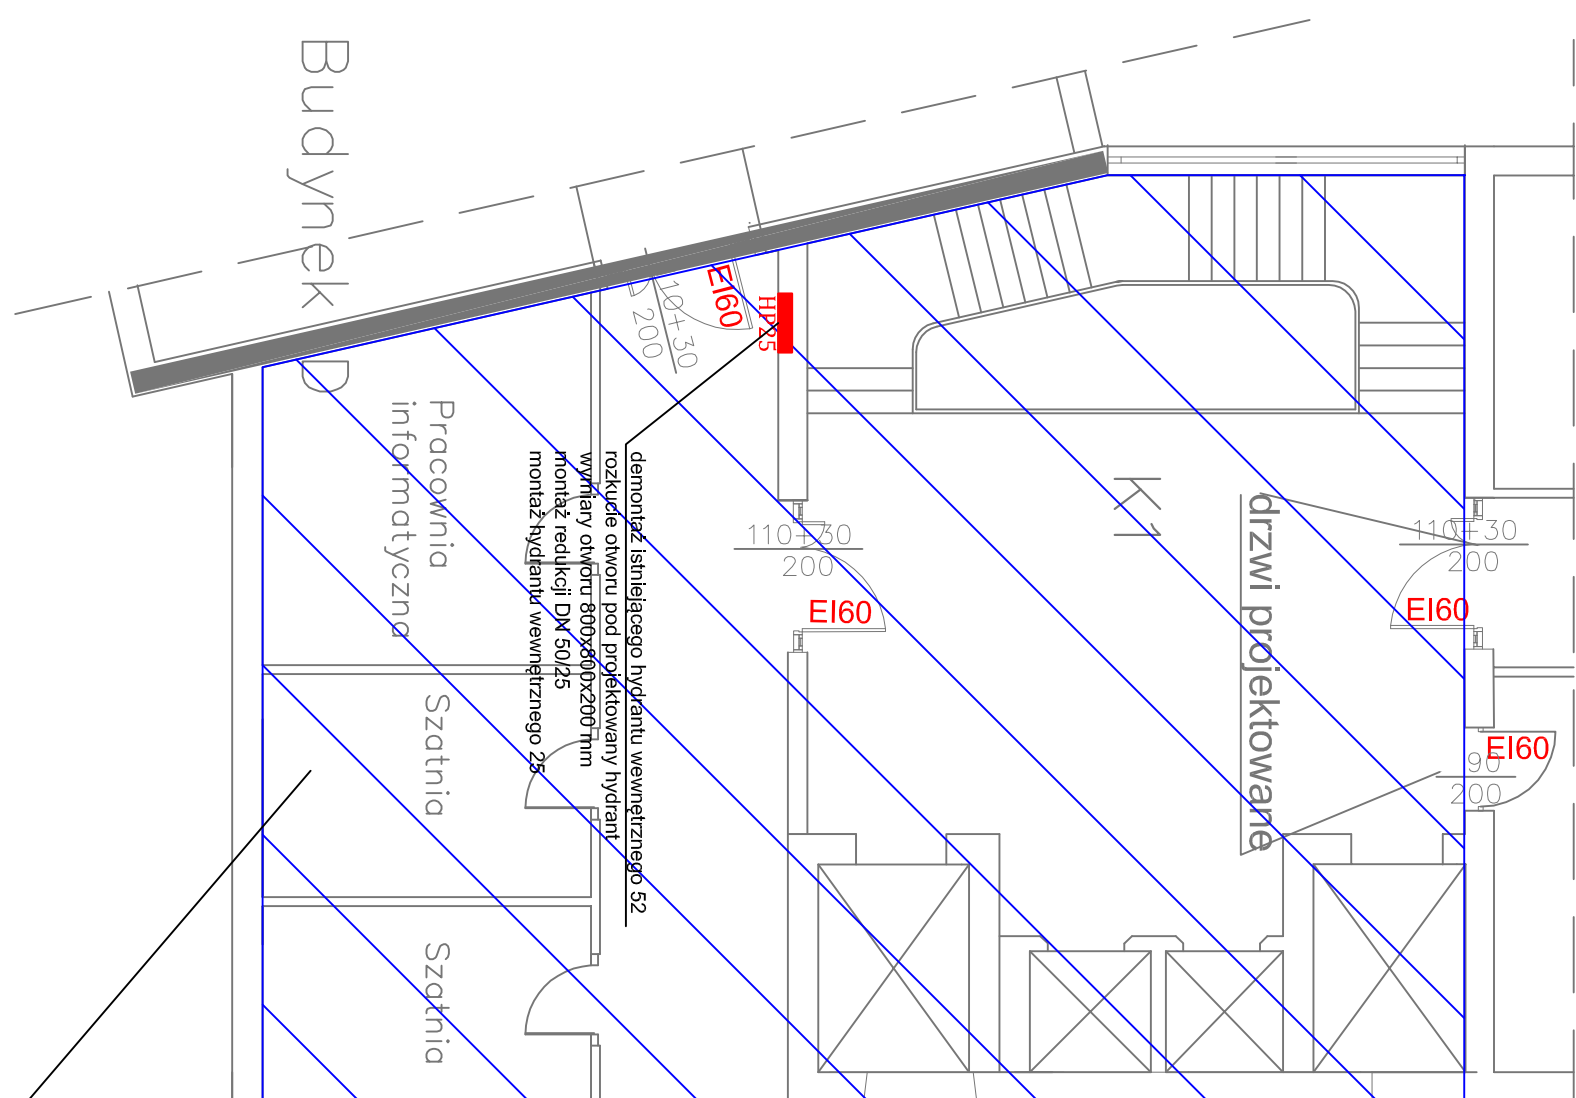 Budynek D
Pracownia
informatyczna
Szatnia
Szatnia
demontaż istniejącego hydrantu wewnętrznego 52
rozkucie otworu pod projektowany hydrant
wymiary otworu 800x800x200 mm
montaż redukcji DN 50/25
montaż hydrantu wewnętrznego 25
HP25
EI60
110+30
200
110+30
200
EI60
K1
drzwi projektowane
110+30
200
EI60
EI60
90
200